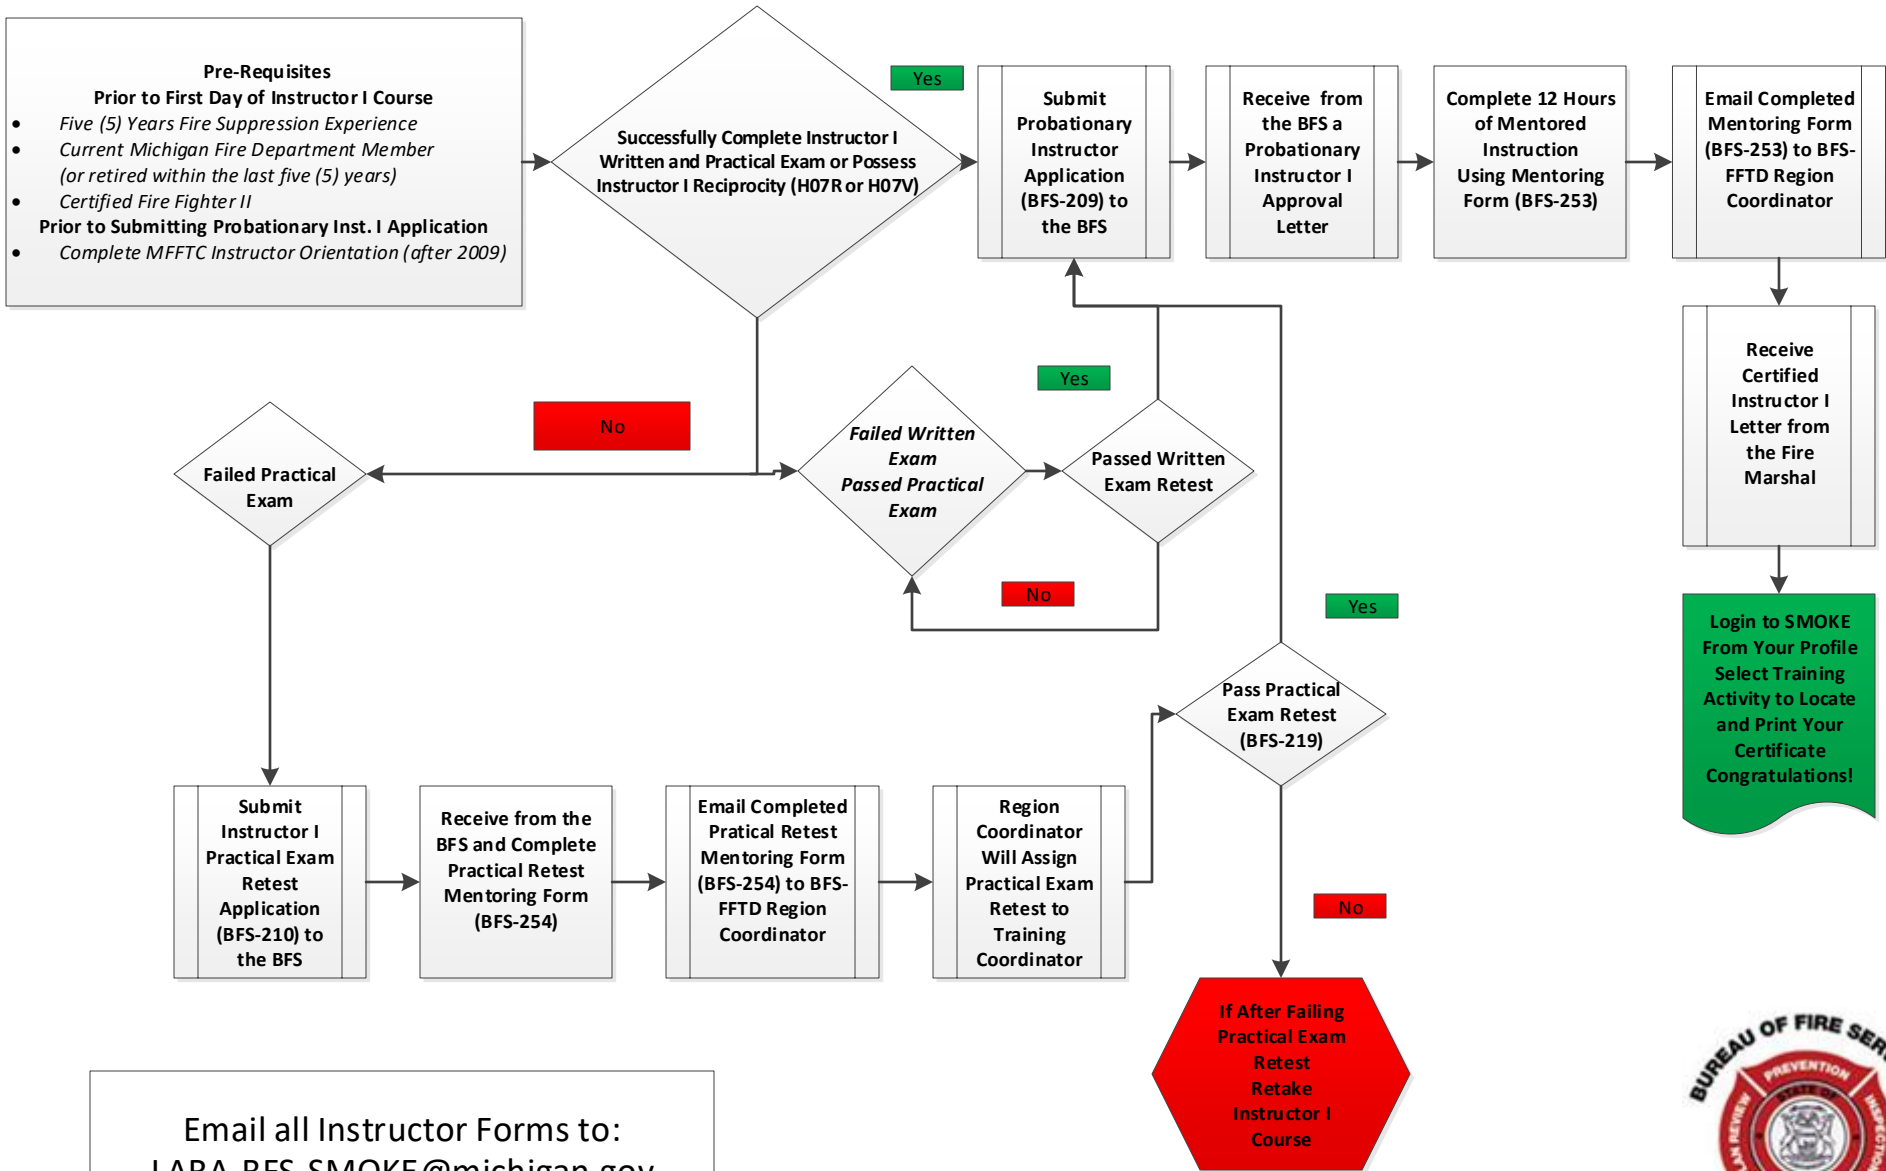 Pre-Requisites
Prior to First Day of Instructor I Course
• Five (5) Years Fire Suppression Experience
• Current Michigan Fire Department Member
(or retired within the last five (5) years)
• Certified Fire Fighter II
Prior to Submitting Probationary Inst. I Application
• Complete MFFTC Instructor Orientation (after 2009)
Successfully Complete Instructor I
Written and Practical Exam or Possess
Instructor I Reciprocity (H07R or H07V)
Yes
Submit
Probationary
Instructor
Application
(BFS-209) to
the BFS
Receive from
the BFS a
Probationary
Instructor I
Approval
Letter
Complete 12 Hours
of Mentored
Instruction
Using Mentoring
Form (BFS-253)
Email Completed
Mentoring Form
(BFS-253) to BFS-
FFTD Region
Coordinator
Receive
Certified
Instructor I
Letter from
the Fire
Marshal
Login to SMOKE
From Your Profile
Select Training
Activity to Locate
and Print Your
Certificate
Congratulations!
No
Failed Practical
Exam
Failed Written
Exam
Passed Practical
Exam
Yes
Passed Written
Exam Retest
No
Yes
Pass Practical
Exam Retest
(BFS-219)
Submit
Instructor I
Practical Exam
Retest
Application
(BFS-210) to
the BFS
Receive from the
BFS and Complete
Practical Retest
Mentoring Form
(BFS-254)
Email Completed
Pratical Retest
Mentoring Form
(BFS-254) to BFS-
FFTD Region
Coordinator
Region
Coordinator
Will Assign
Practical Exam
Retest to
Training
Coordinator
No
If After Failing
Practical Exam
Retest
Retake
Instructor I
Course
Email all Instructor Forms to:
LARA-BFS-SMOKE@michigan.gov
BUREAU OF FIRE SER
PREVENTION
STATE OF
AN REVIEW
INSPECTION